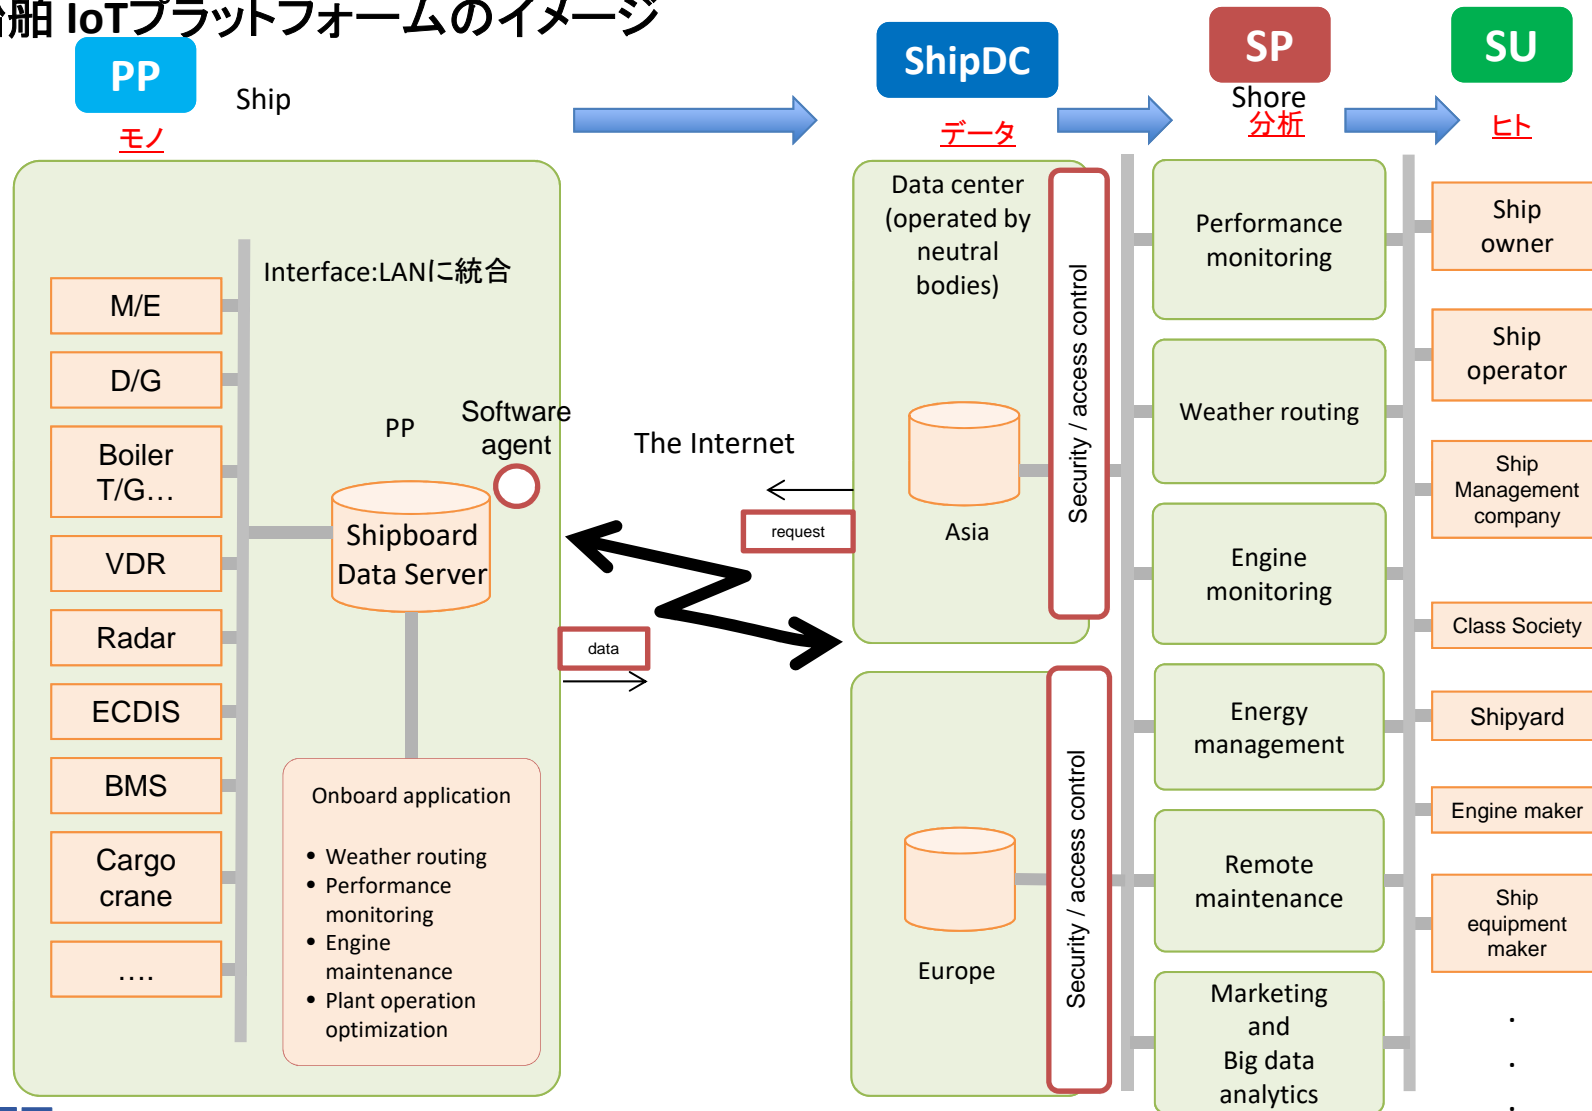 舶 IoTプラットフォームのイメージ
PP
Ship
モノ
ShipDC
データ
SP
Shore
分析
SU
ヒト
Interface:LANに統合
M/E
D/G
Boiler
T/G…
VDR
Radar
ECDIS
BMS
Cargo
crane
….
PP
Software
agent
Shipboard
Data Server
Onboard application
• Weather routing
• Performance
monitoring
• Engine
maintenance
• Plant operation
optimization
The Internet
request
data
Data center
(operated by
neutral
bodies)
Asia
Security / access control
Europe
Security / access control
Performance
monitoring
Weather routing
Engine
monitoring
Energy
management
Remote
maintenance
Marketing
and
Big data
analytics
Ship
owner
Ship
operator
Ship
Management
company
Class Society
Shipyard
Engine maker
Ship
equipment
maker
.
.
.